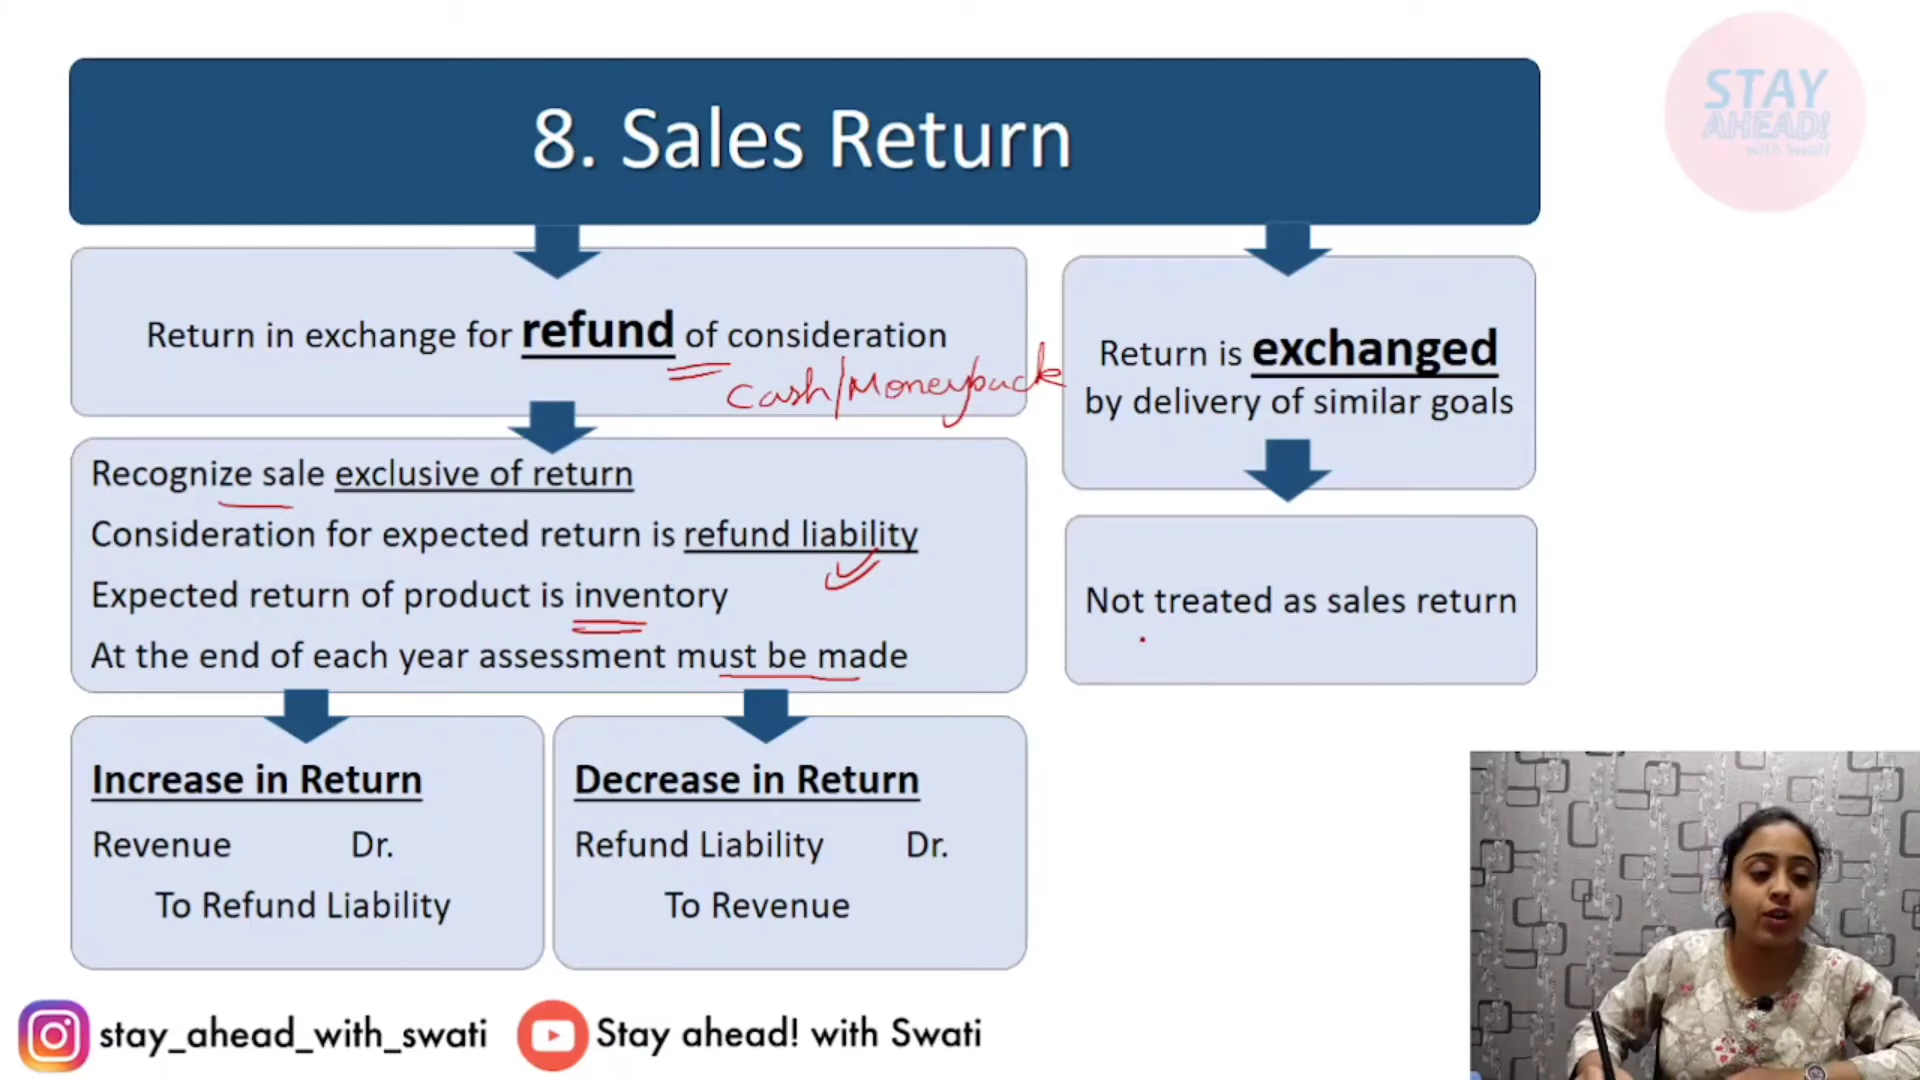 8. Sales Return
STAY
AHEAD!
with Swati
Return in exchange for refund of consideration
Cash/Moneyback
Return is exchanged
by delivery of similar goals
Recognize sale exclusive of return
Consideration for expected return is refund liability
Expected return of product is inventory
At the end of each year assessment must be made
Not treated as sales return
Increase in Return
Revenue Dr.
To Refund Liability
Decrease in Return
Refund Liability Dr.
To Revenue
stay_ahead_with_swati
Stay ahead! with Swati